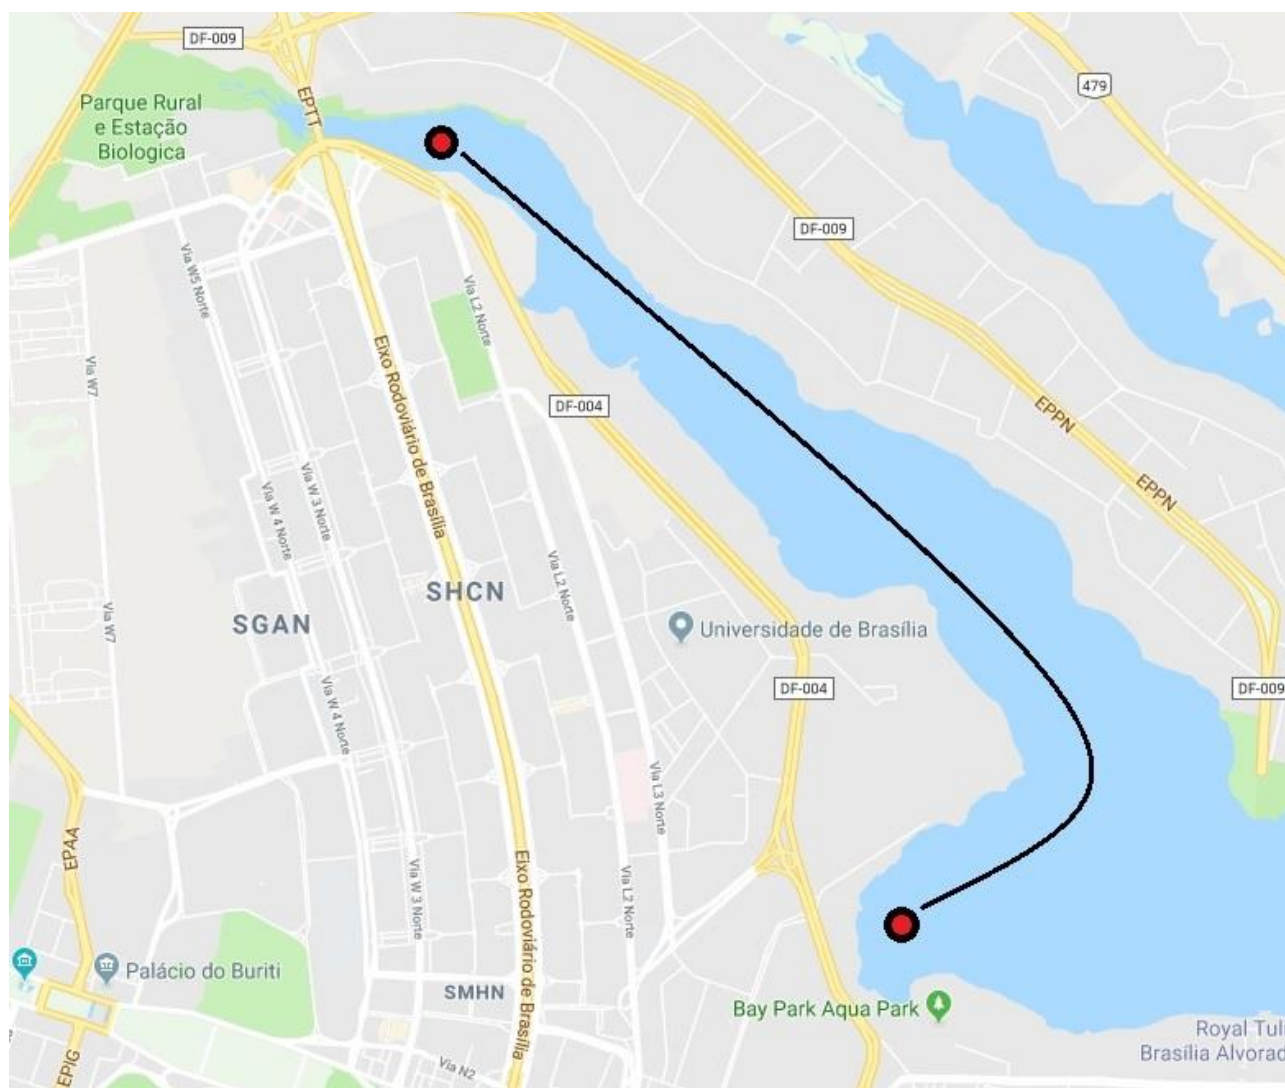 DF-009
479
EPTT
Parque Rural
e Estação
Biologica
DF-009
Via W5 Norte
Via L2 Norte
Via W7
Eixo Rodoviário de Brasília
DF-004
EPPN
EPPN
Via W 3 Norte
Via W 4 Norte
Via L2 Norte
SHCN
SGAN
Via W7
Universidade de Brasília
DF-004
DF-009
Via W 4 Norte
Via L3 Norte
EPAA
Via W 3 Norte
Eixo Rodoviário de Brasília
Via L2 Norte
Palácio do Buriti
SMHN
Bay Park Aqua Park
Royal Tuli
Brasília Alvorad
EPIG
Via N2